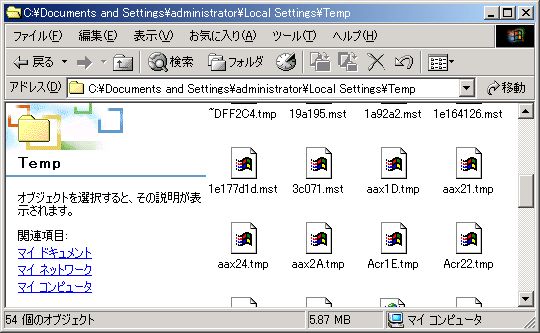 C:¥Documents and Settings¥administrator¥Local Settings¥Temp
ファイル(F) 編集(E) 表示(V) お気に入り(A) ツール(T) ヘルプ(H)
戻る 検索 フォルダ
アドレス(D) C:¥Documents and Settings¥administrator¥Local Settings¥Temp 移動
~DFF2C4.tmp 19a195.mst 1a92a2.mst 1e164126.mst
Temp
1e177d1d.mst 3c071.mst aax1D.tmp aax21.tmp
オブジェクトを選択すると、その説明が表
示されます。
関連項目:
マイ ドキュメント
マイ ネットワーク
マイ コンピュータ
aax24.tmp aax2A.tmp Acr1E.tmp Acr22.tmp
54 個のオブジェクト 5.87 MB マイ コンピュータ